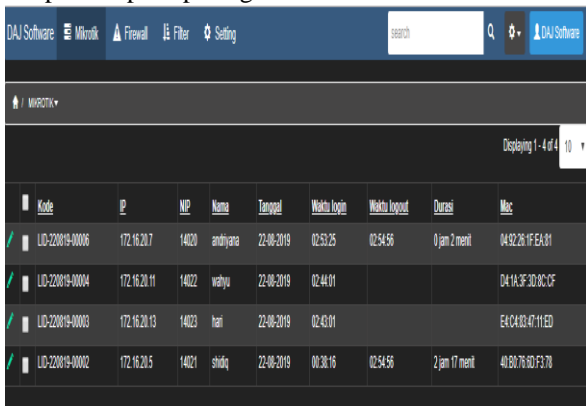 DAJ Software Mikrotik Firewall Filter Setting search DAJ Software
/ MIKROTIK
Displaying 1 - 4 of 4 10
Kode IP NIP Nama Tanggal Waktu login Waktu logout Durasi Mac
LID-220819-00006 172.16.20.7 14020 andriyana 22-08-2019 02:53:25 02:54:56 0 jam 2 menit 04:92:26:1F:EA:81
LID-220819-00004 172.16.20.11 14022 wahyu 22-08-2019 02:44:01 D4:1A:3F:3D:8C:CF
LID-220819-00003 172.16.20.13 14023 hari 22-08-2019 02:43:01 E4:C4:83:47:11:ED
LID-220819-00002 172.16.20.5 14021 shidiq 22-08-2019 00:38:16 02:54:56 2 jam 17 menit 40:B0:76:6D:F3:78